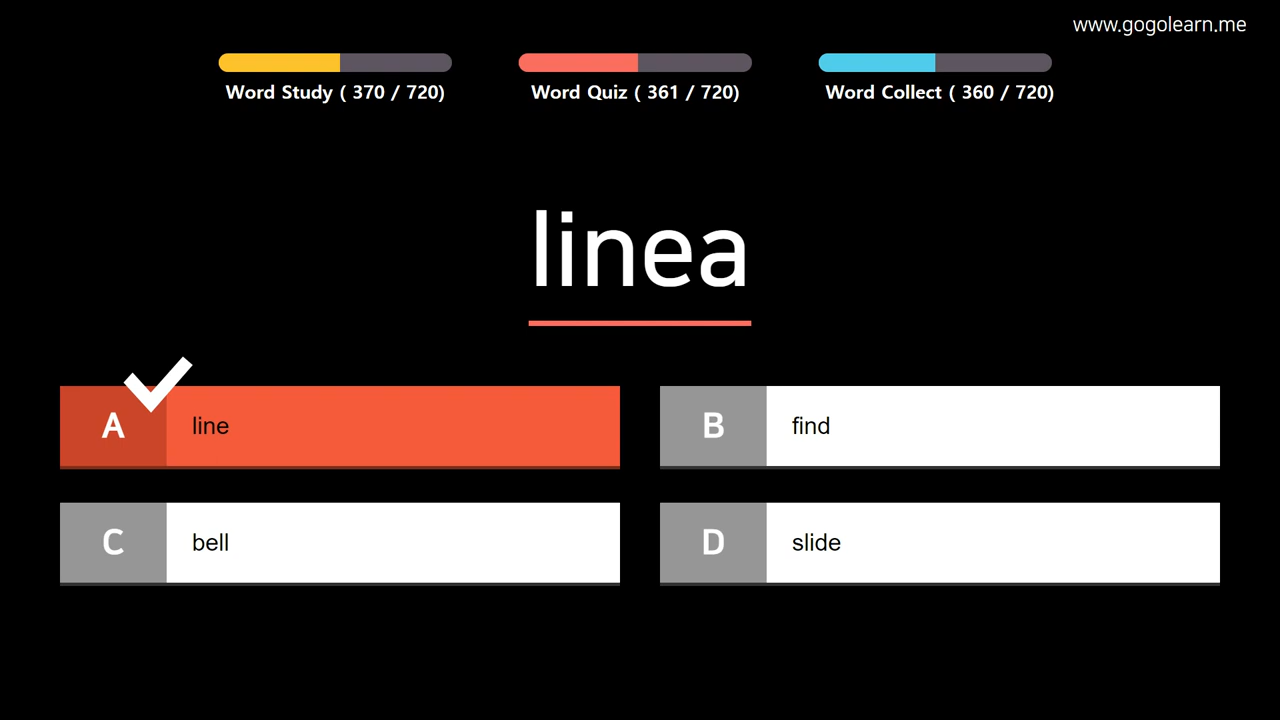 www.gogolearn.me
Word Study ( 370 / 720)
Word Quiz ( 361 / 720)
Word Collect ( 360 / 720)
linea
A line
B find
C bell
D slide